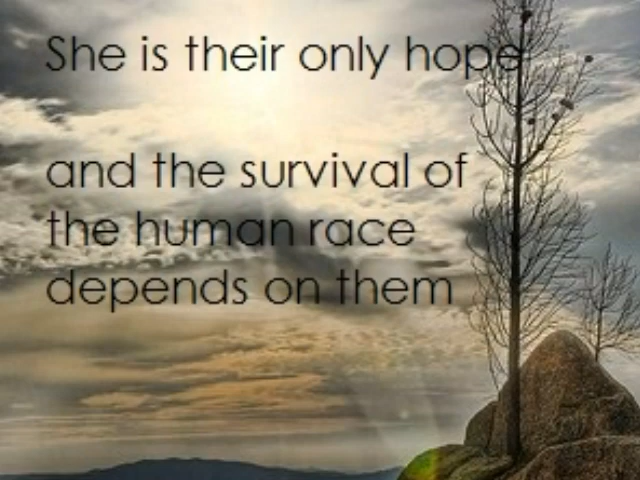 She is their only hope
and the survival of
the human race
depends on them